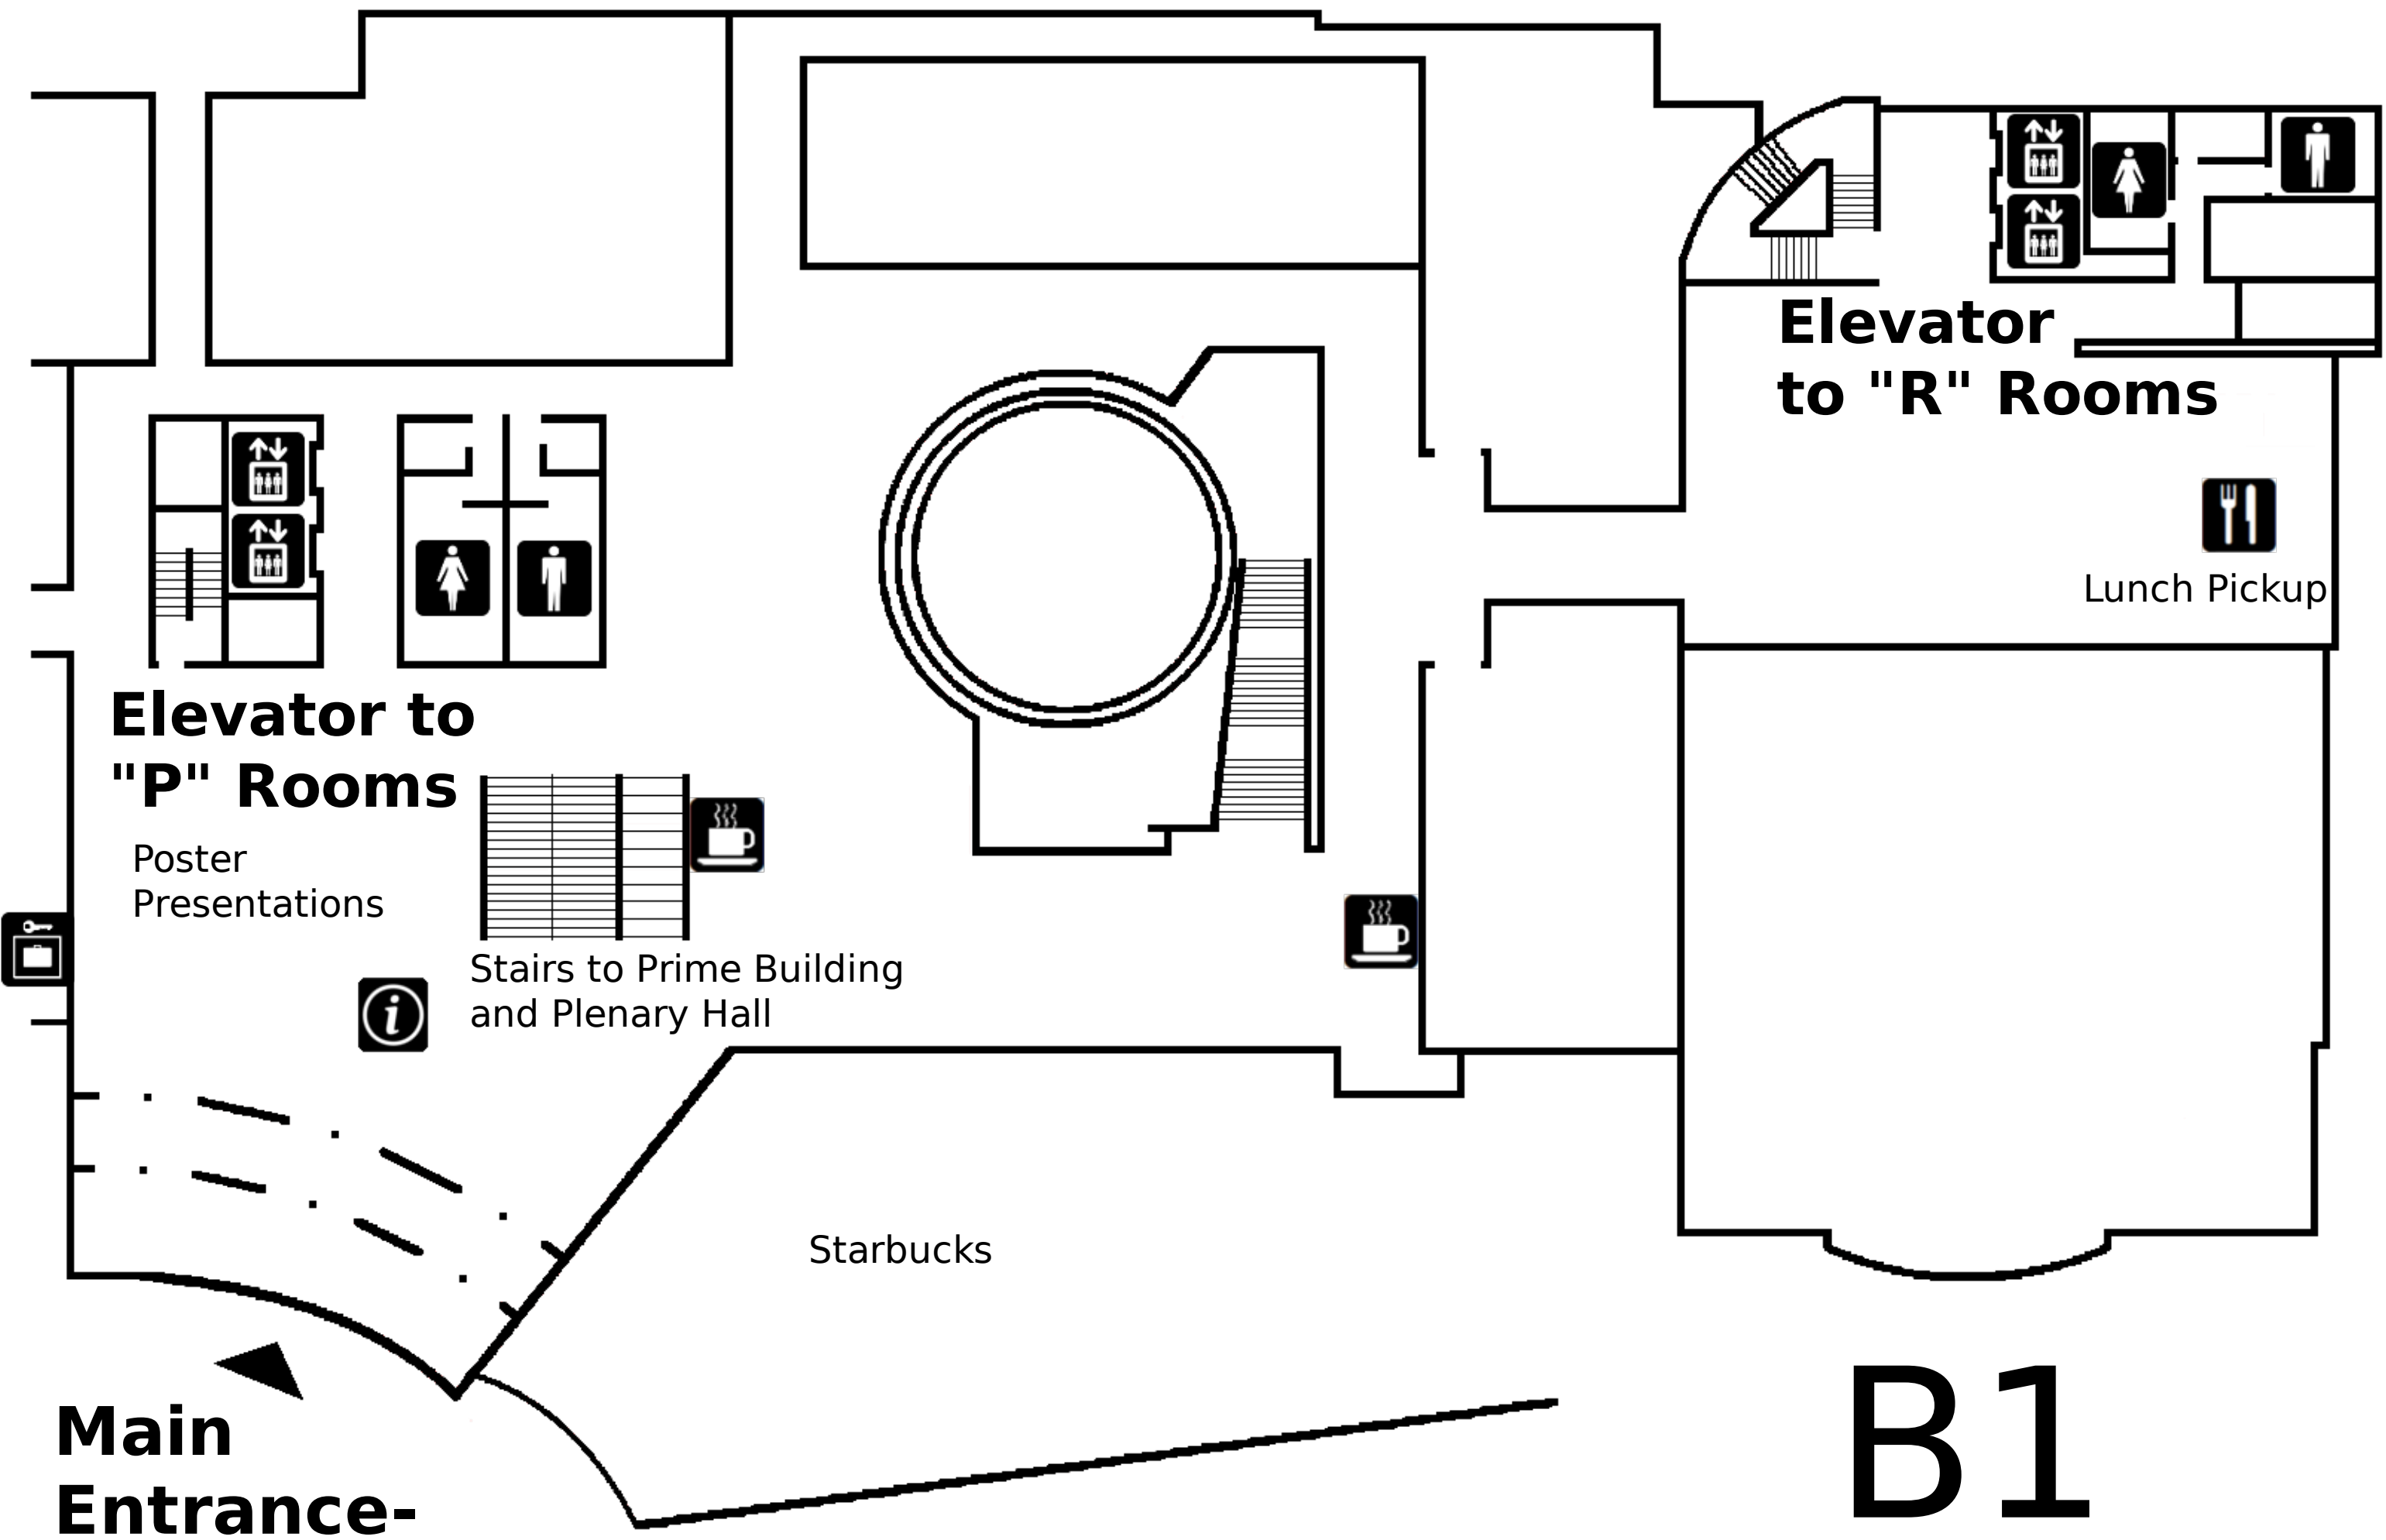 Elevator
to "R" Rooms
Lunch Pickup
Elevator to
"P" Rooms
Poster
Presentations
Stairs to Prime Building
and Plenary Hall
i
Starbucks
Main
Entrance-
B1